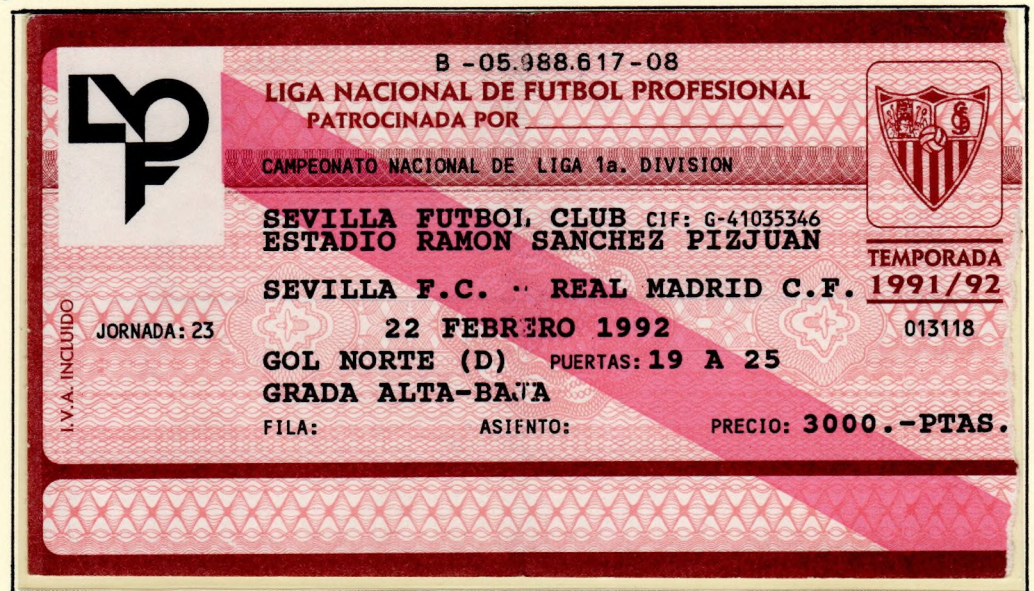 B -05.988.617-08
LIGA NACIONAL DE FUTBOL PROFESIONAL
PATROCINADA POR
CAMPEONATO NACIONAL DE LIGA 1a. DIVISION
LPF
SEVILLA FUTBOL CLUB CIF: G-41035346
ESTADIO RAMON SANCHEZ PIZJUAN
TEMPORADA
1991/92
SEVILLA F.C. - REAL MADRID C.F.
JORNADA: 23
22 FEBRERO 1992
013118
GOL NORTE (D) PUERTAS: 19 A 25
GRADA ALTA-BAJA
FILA: ASIENTO: PRECIO: 3000.-PTAS.
I.V.A. INCLUIDO